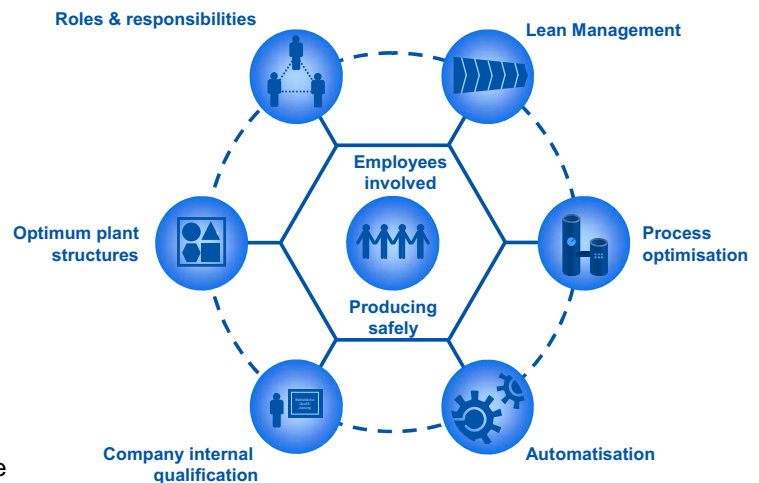 Roles & responsibilities
Lean Management
Employees
involved
Optimum plant
structures
Process
optimisation
Producing
safely
Company internal
qualification
Automatisation
e